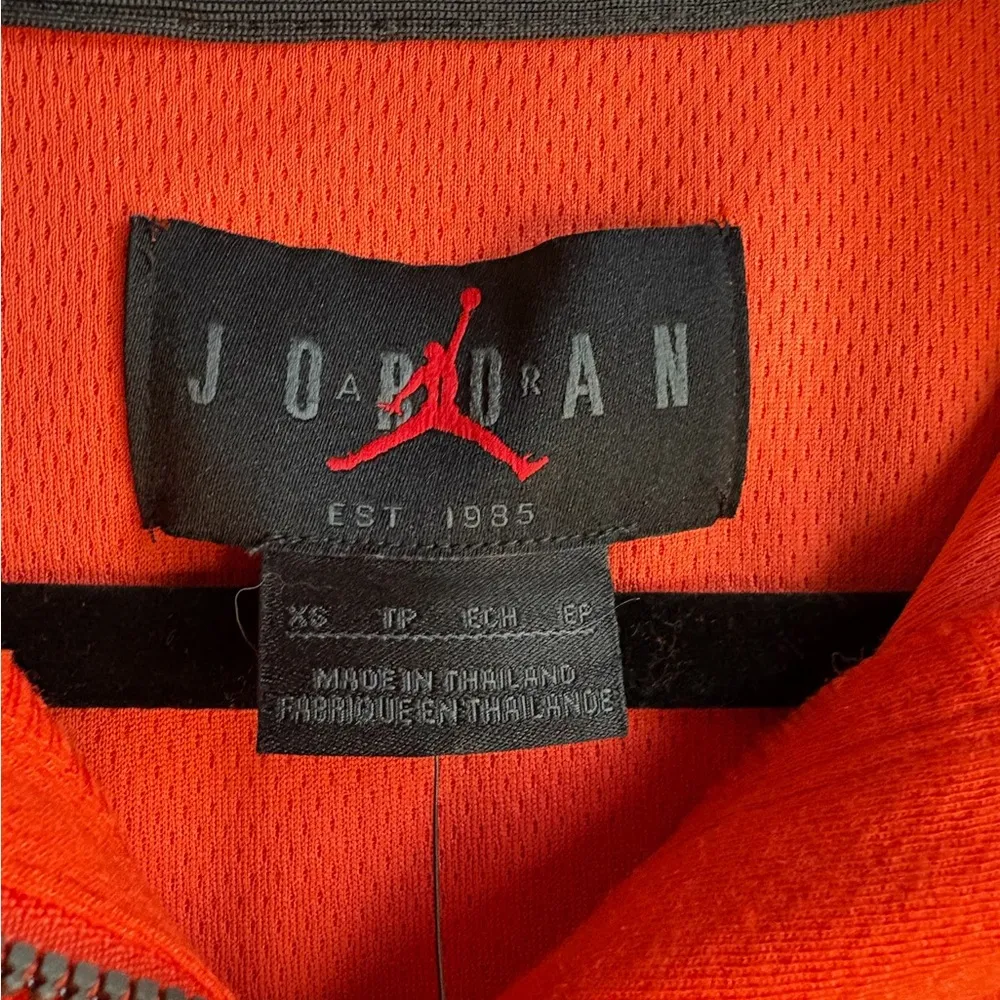 JORDAN
AIR
EST. 1985
XS TP ECH EP
MADE IN THAILAND
FABRIQUE EN THAILANDE